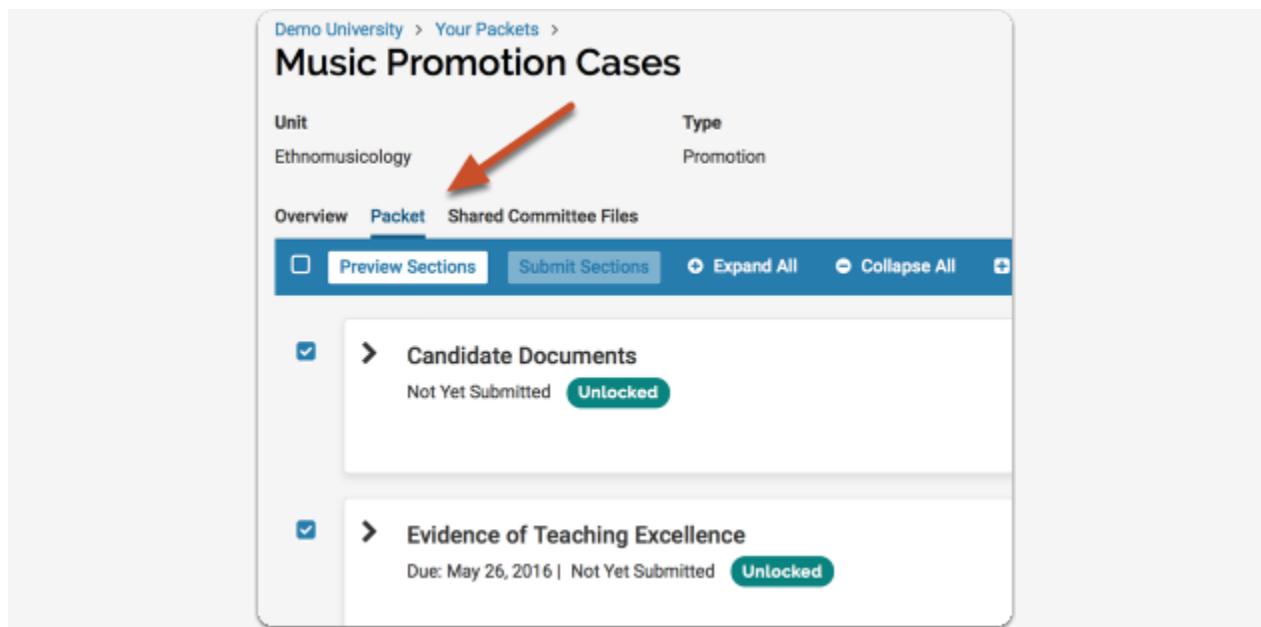 Demo University > Your Packets >
Music Promotion Cases
Unit Type
Ethnomusicology Promotion
Overview Packet Shared Committee Files
Preview Sections Submit Sections Expand All Collapse All
Candidate Documents
Not Yet Submitted Unlocked
Evidence of Teaching Excellence
Due: May 26, 2016 | Not Yet Submitted Unlocked